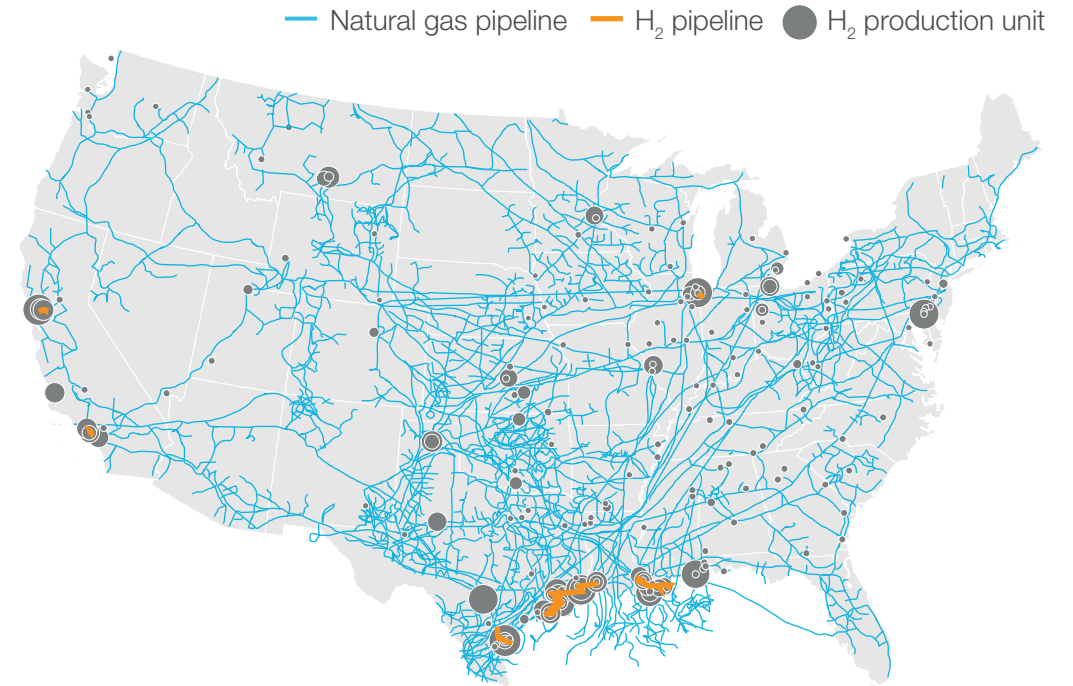 Natural gas pipeline H₂ pipeline H₂ production unit